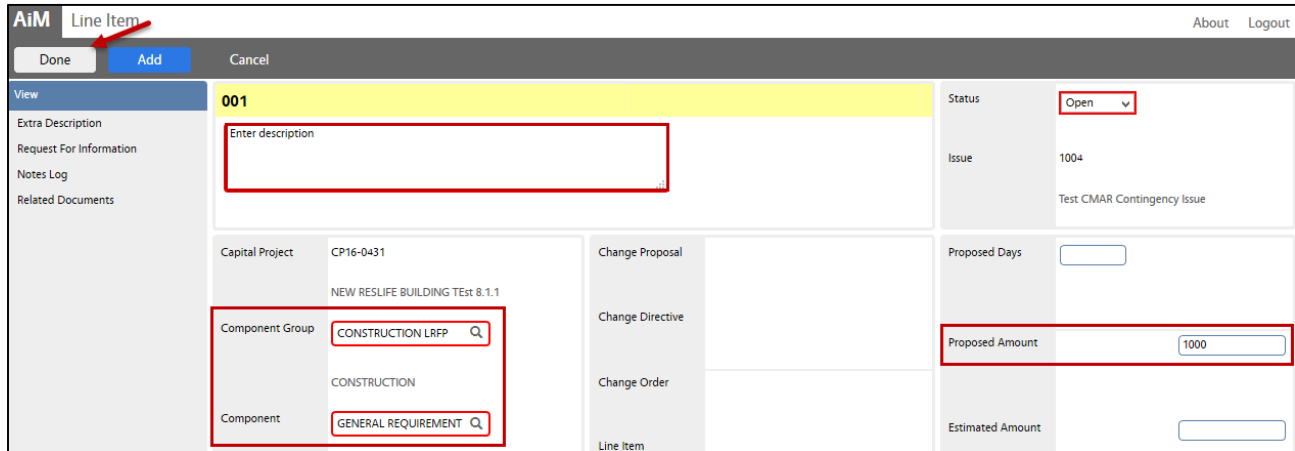 AiM Line Item
About Logout
Done Add Cancel
View
Extra Description
Request For Information
Notes Log
Related Documents
001
Enter description
Status Open
Issue 1004
Test CMAR Contingency Issue
Capital Project CP16-0431
NEW RESLIFE BUILDING TEst 8.1.1
Component Group CONSTRUCTION LRFP
CONSTRUCTION
Component GENERAL REQUIREMENT
Change Proposal
Change Directive
Change Order
Line Item
Proposed Days
Proposed Amount 1000
Estimated Amount